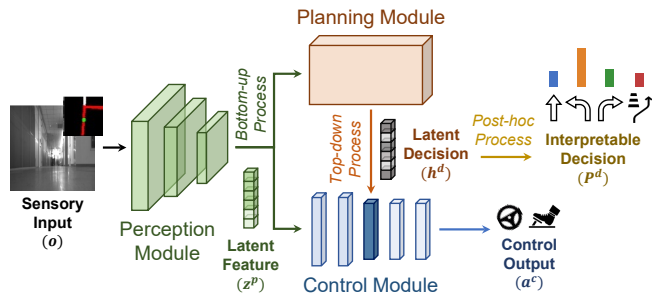 Planning Module
Bottom-up
Process
Top-down
Process
Latent
Decision
(h^d)
Post-hoc
Process
Interpretable
Decision
(P^d)
Sensory
Input
(o)
Perception
Module
Latent
Feature
(z^p)
Control Module
Control
Output
(a^c)